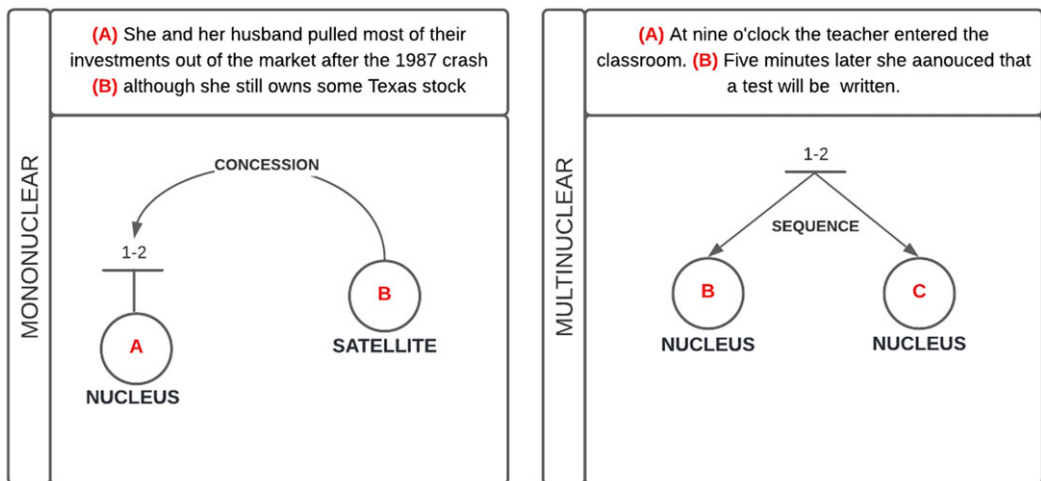 MONONUCLEAR
(A) She and her husband pulled most of their
investments out of the market after the 1987 crash
(B) although she still owns some Texas stock
CONCESSION
1-2
A
NUCLEUS
B
SATELLITE
MULTINUCLEAR
(A) At nine o'clock the teacher entered the
classroom. (B) Five minutes later she aanouced that
a test will be written.
1-2
SEQUENCE
B
NUCLEUS
C
NUCLEUS